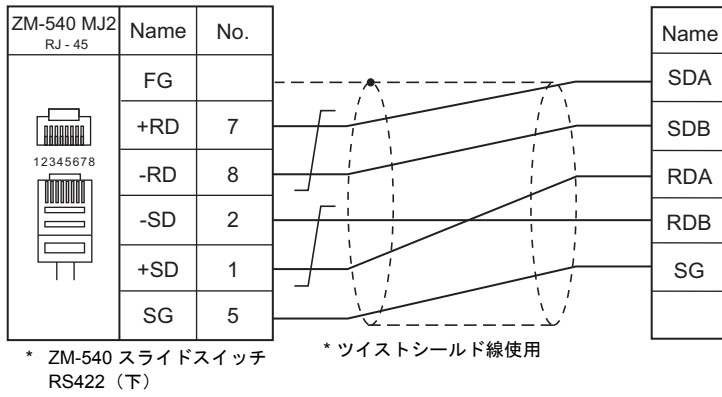 ZM-540 MJ2 Name No. Name
RJ - 45
FG SDA
+RD 7 SDB
12345678
-RD 8 RDA
-SD 2 RDB
+SD 1 SG
SG 5
* ZM-540 スライドスイッチ
RS422（下）
* ツイストシールド線使用